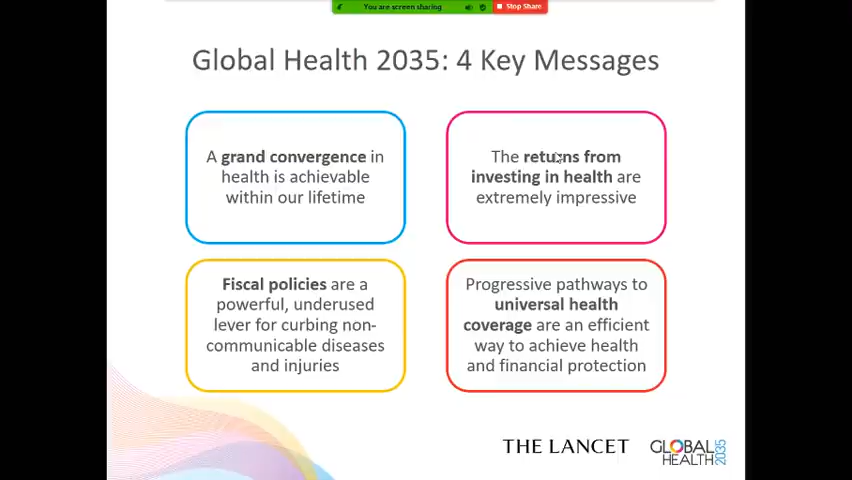 You are screen sharing
Stop Share
Global Health 2035: 4 Key Messages
A grand convergence in
health is achievable
within our lifetime
The returns from
investing in health are
extremely impressive
Fiscal policies are a
powerful, underused
lever for curbing non-
communicable diseases
and injuries
Progressive pathways to
universal health
coverage are an efficient
way to achieve health
and financial protection
THE LANCET
GLOBAL
HEALTH
2035